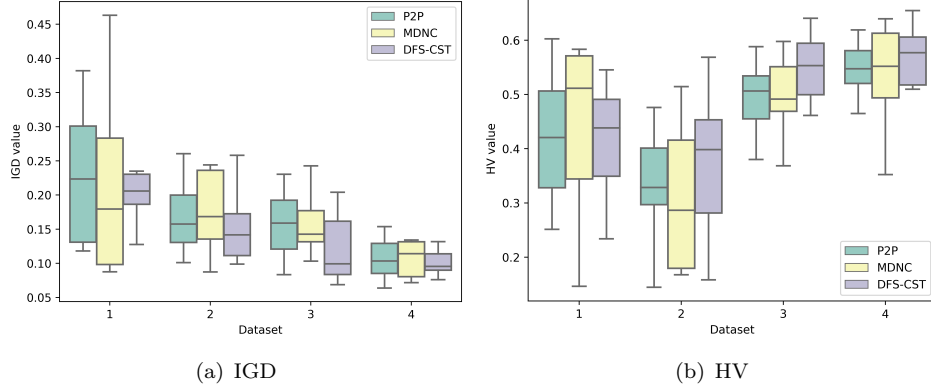 0.45
0.40
0.35
0.30
0.25
0.20
0.15
0.10
0.05
IGD value
1 2 3 4
Dataset
P2P
MDNC
DFS-CST
(a) IGD
0.6
0.5
0.4
0.3
0.2
HV value
1 2 3 4
Dataset
P2P
MDNC
DFS-CST
(b) HV